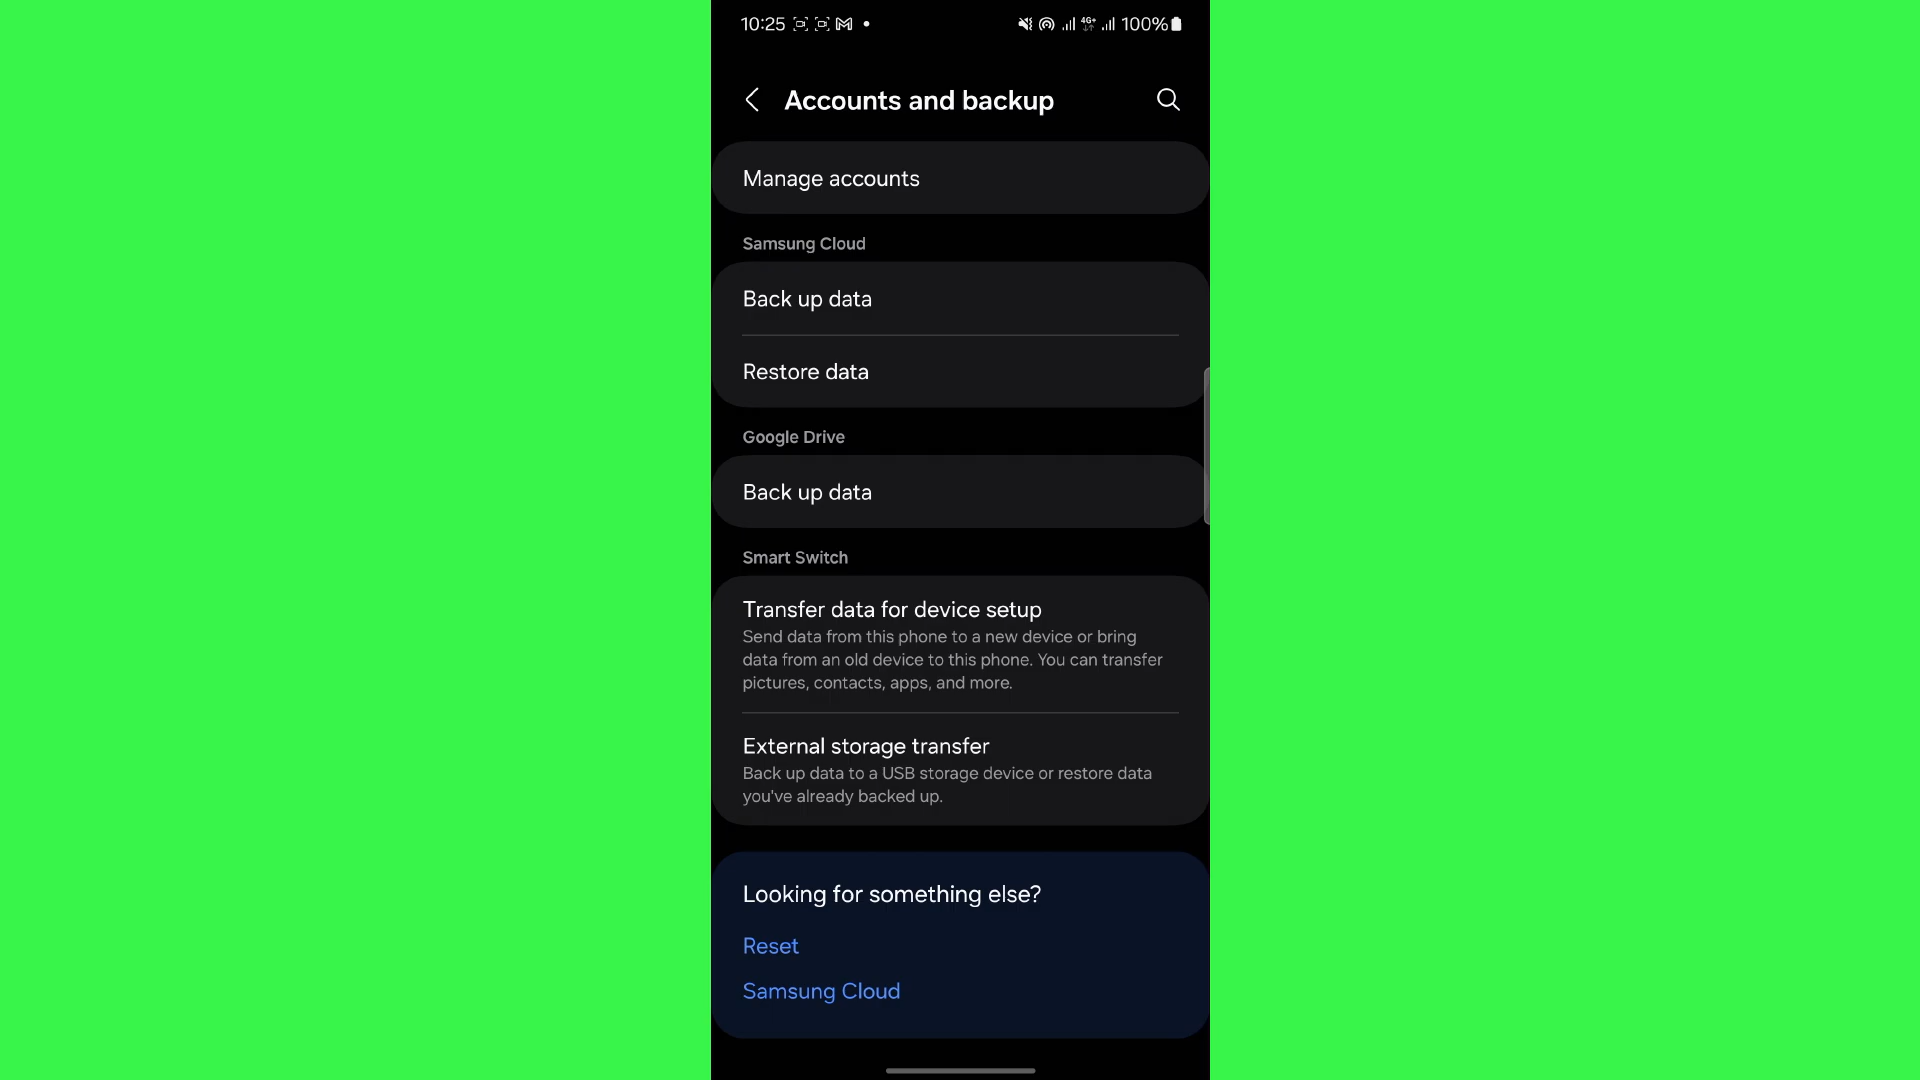 10:25 4G+ 100%
Accounts and backup
Manage accounts
Samsung Cloud
Back up data
Restore data
Google Drive
Back up data
Smart Switch
Transfer data for device setup
Send data from this phone to a new device or bring
data from an old device to this phone. You can transfer
pictures, contacts, apps, and more.
External storage transfer
Back up data to a USB storage device or restore data
you've already backed up.
Looking for something else?
Reset
Samsung Cloud